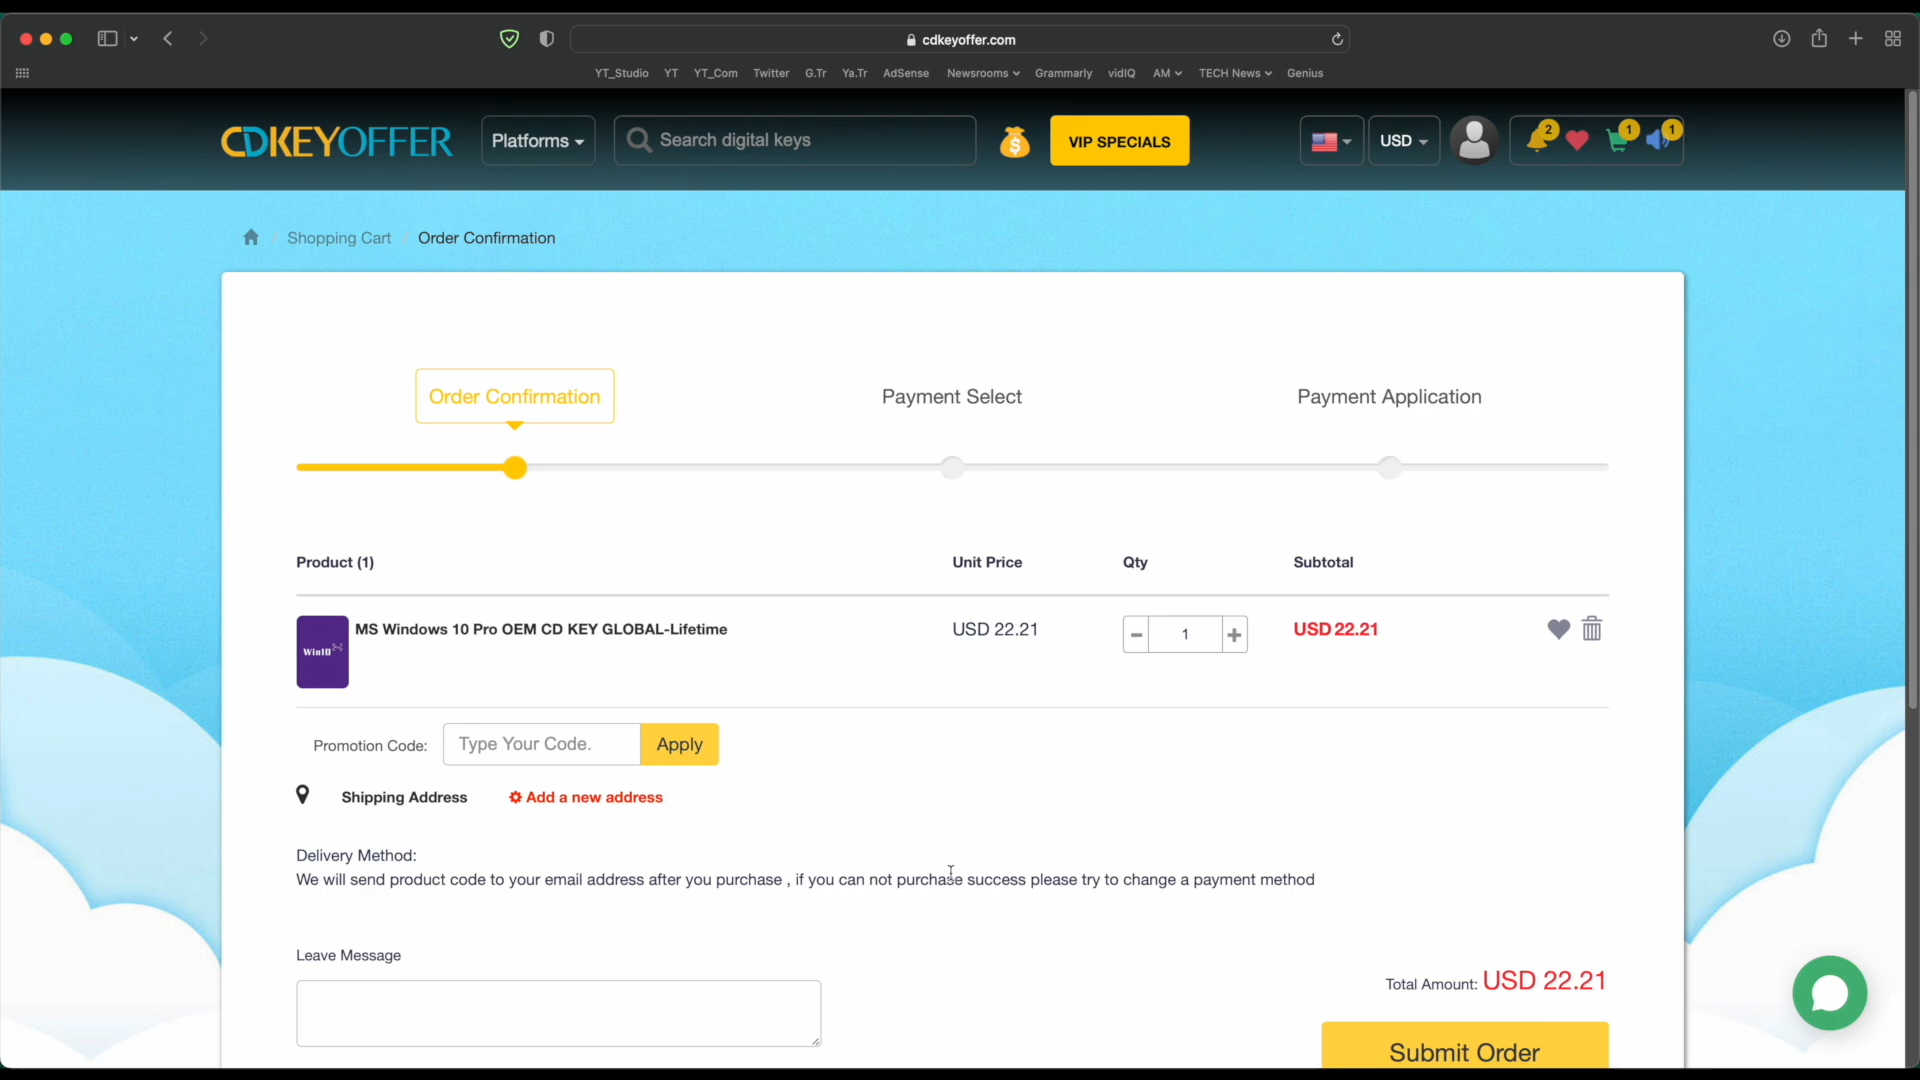 cdkeyoffer.com
YT_Studio YT YT_Com Twitter G.Tr Ya.Tr AdSense Newsrooms Grammarly vidIQ AM TECH News Genius
CDKEYOFFER Platforms Search digital keys VIP SPECIALS USD 2 1 1
Shopping Cart / Order Confirmation
Order Confirmation Payment Select Payment Application
Product (1) Unit Price Qty Subtotal
Win10 MS Windows 10 Pro OEM CD KEY GLOBAL-Lifetime USD 22.21 1 USD 22.21
Promotion Code: Type Your Code. Apply
Shipping Address Add a new address
Delivery Method:
We will send product code to your email address after you purchase , if you can not purchase success please try to change a payment method
Leave Message
Total Amount: USD 22.21
Submit Order